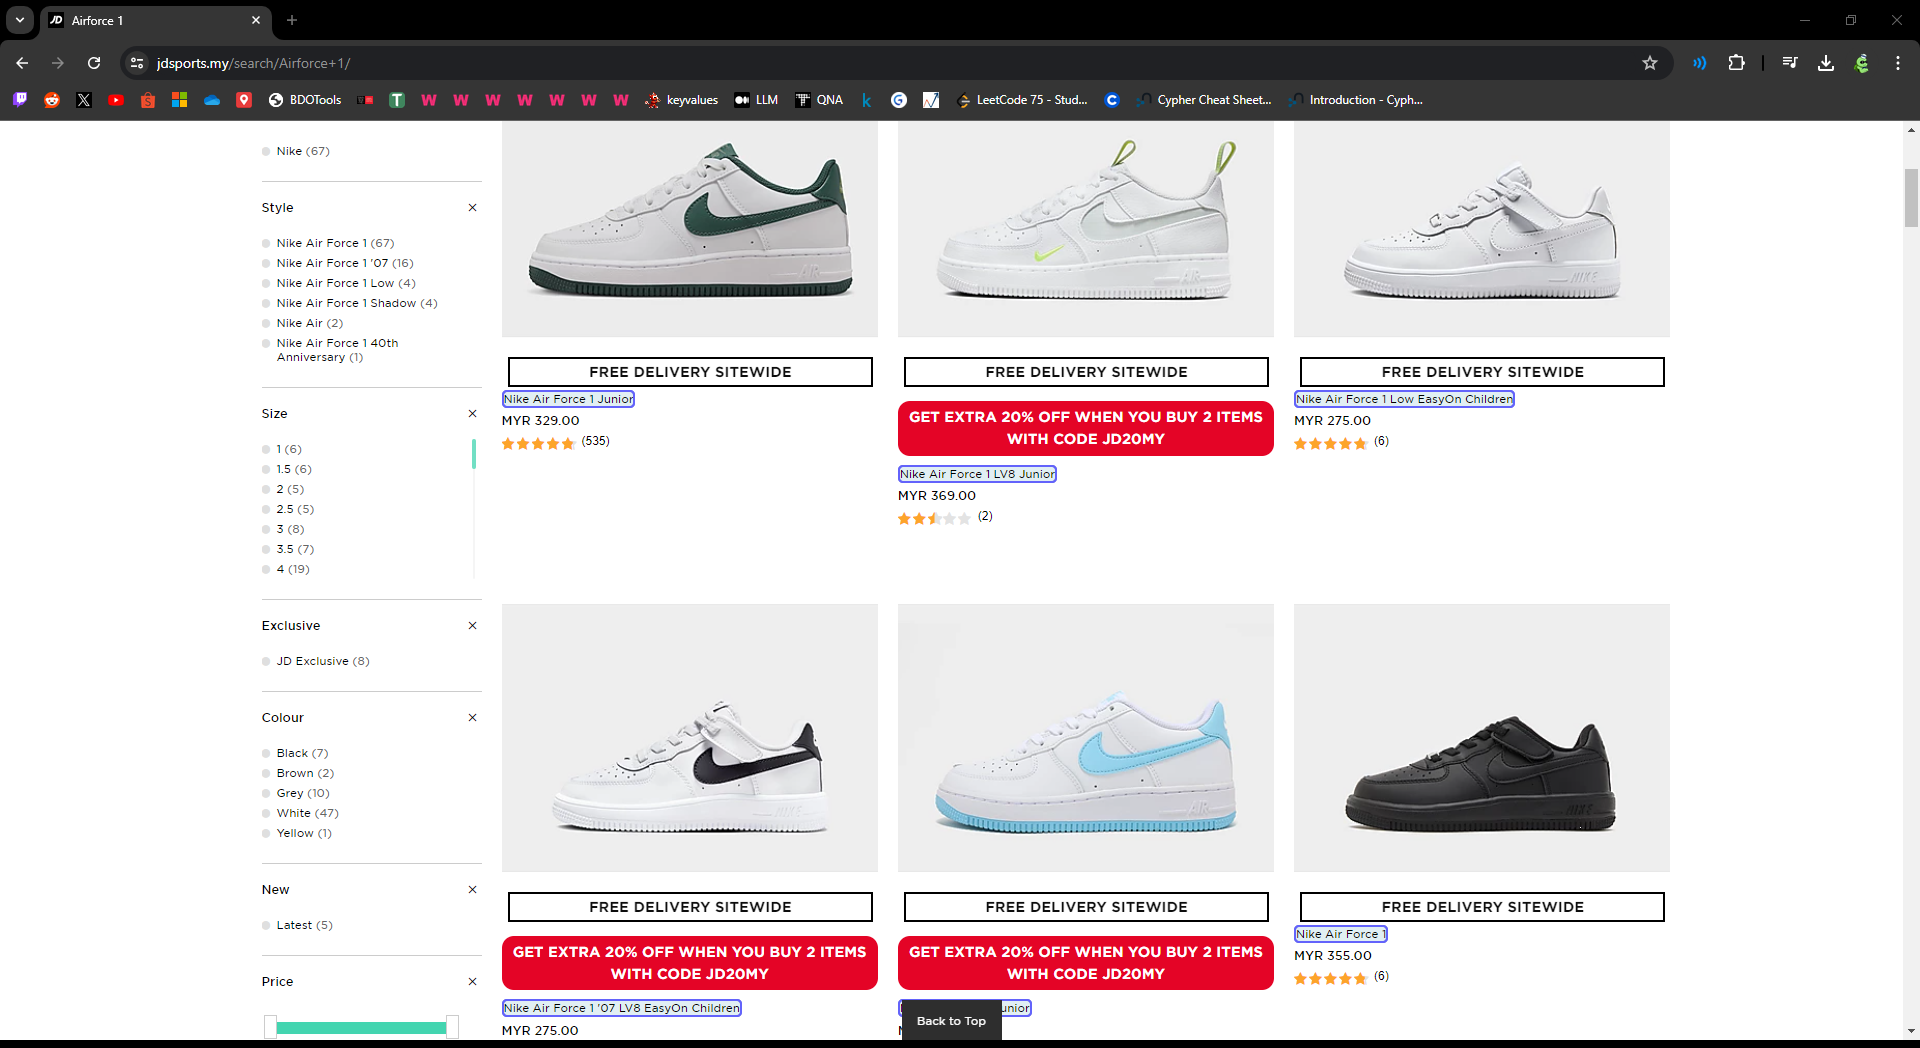 Airforce 1
jdsports.my/search/Airforce+1/
BDOTools
keyvalues
LLM
QNA
LeetCode 75 - Stud...
Cypher Cheat Sheet...
Introduction - Cyph...
Nike (67)
Style
Nike Air Force 1 (67)
Nike Air Force 1 '07 (16)
Nike Air Force 1 Low (4)
Nike Air Force 1 Shadow (4)
Nike Air (2)
Nike Air Force 1 40th
Anniversary (1)
Size
1 (6)
1.5 (6)
2 (5)
2.5 (5)
3 (8)
3.5 (7)
4 (19)
Exclusive
JD Exclusive (8)
Colour
Black (7)
Brown (2)
Grey (10)
White (47)
Yellow (1)
New
Latest (5)
Price
FREE DELIVERY SITEWIDE
Nike Air Force 1 Junior
MYR 329.00
(535)
FREE DELIVERY SITEWIDE
GET EXTRA 20% OFF WHEN YOU BUY 2 ITEMS
WITH CODE JD20MY
Nike Air Force 1 LV8 Junior
MYR 369.00
(2)
FREE DELIVERY SITEWIDE
Nike Air Force 1 Low EasyOn Children
MYR 275.00
(6)
FREE DELIVERY SITEWIDE
GET EXTRA 20% OFF WHEN YOU BUY 2 ITEMS
WITH CODE JD20MY
Nike Air Force 1 '07 LV8 EasyOn Children
MYR 275.00
FREE DELIVERY SITEWIDE
GET EXTRA 20% OFF WHEN YOU BUY 2 ITEMS
WITH CODE JD20MY
Back to Top
FREE DELIVERY SITEWIDE
Nike Air Force 1
MYR 355.00
(6)